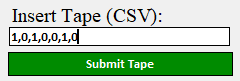 Insert Tape (CSV):
1,0,1,0,0,1,0
Submit Tape